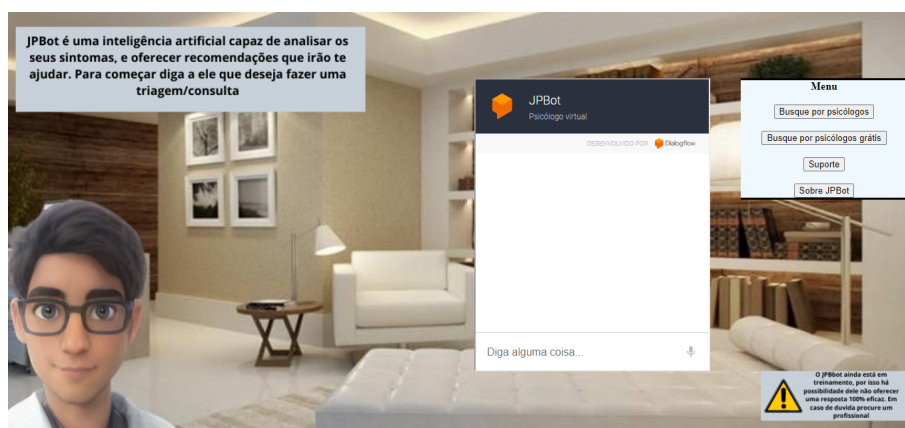 JPBot é uma inteligência artificial capaz de analisar os
seus sintomas, e oferecer recomendações que irão te
ajudar. Para começar diga a ele que deseja fazer uma
triagem/consulta
JPBot
Psicólogo virtual
DESENVOLVIDO POR Dialogflow
Diga alguma coisa...
Menu
Busque por psicólogos
Busque por psicólogos grátis
Suporte
Sobre JPBot
O JPBbot ainda está em
treinamento, por isso há
possibilidade dele não oferecer
uma resposta 100% eficaz. Em
caso de duvida procure um
profissional